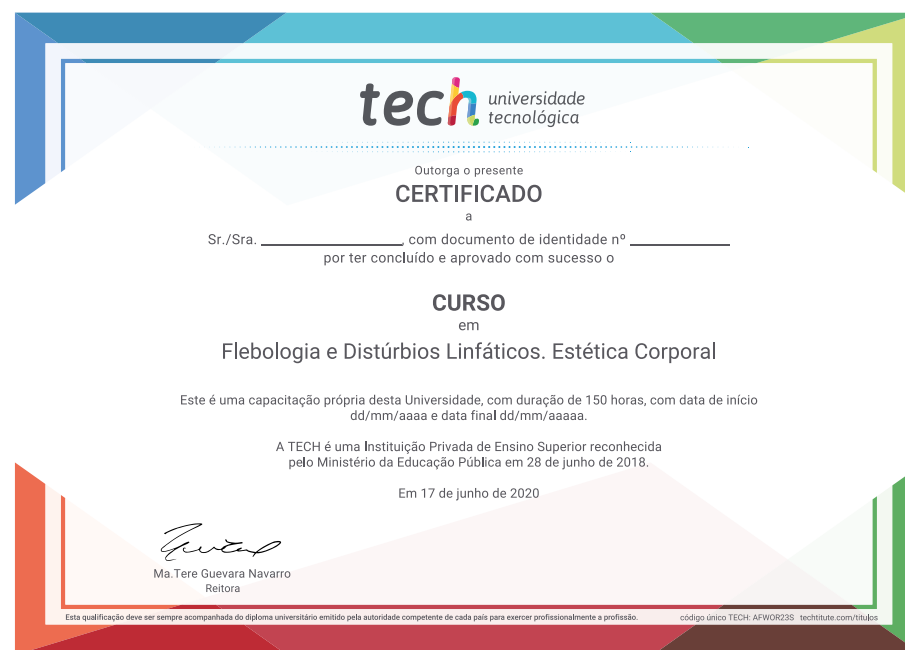 tech universidade
tecnológica
Outorga o presente
CERTIFICADO
a
Sr./Sra. ____________________, com documento de identidade nº ______________
por ter concluído e aprovado com sucesso o
CURSO
em
Flebologia e Distúrbios Linfáticos. Estética Corporal
Este é uma capacitação própria desta Universidade, com duração de 150 horas, com data de início
dd/mm/aaaa e data final dd/mm/aaaaa.
A TECH é uma Instituição Privada de Ensino Superior reconhecida
pelo Ministério da Educação Pública em 28 de junho de 2018.
Em 17 de junho de 2020
Ma.Tere Guevara Navarro
Reitora
Esta qualificação deve ser sempre acompanhada do diploma universitário emitido pela autoridade competente de cada país para exercer profissionalmente a profissão. código único TECH: AFWOR23S techtitute.com/titulos